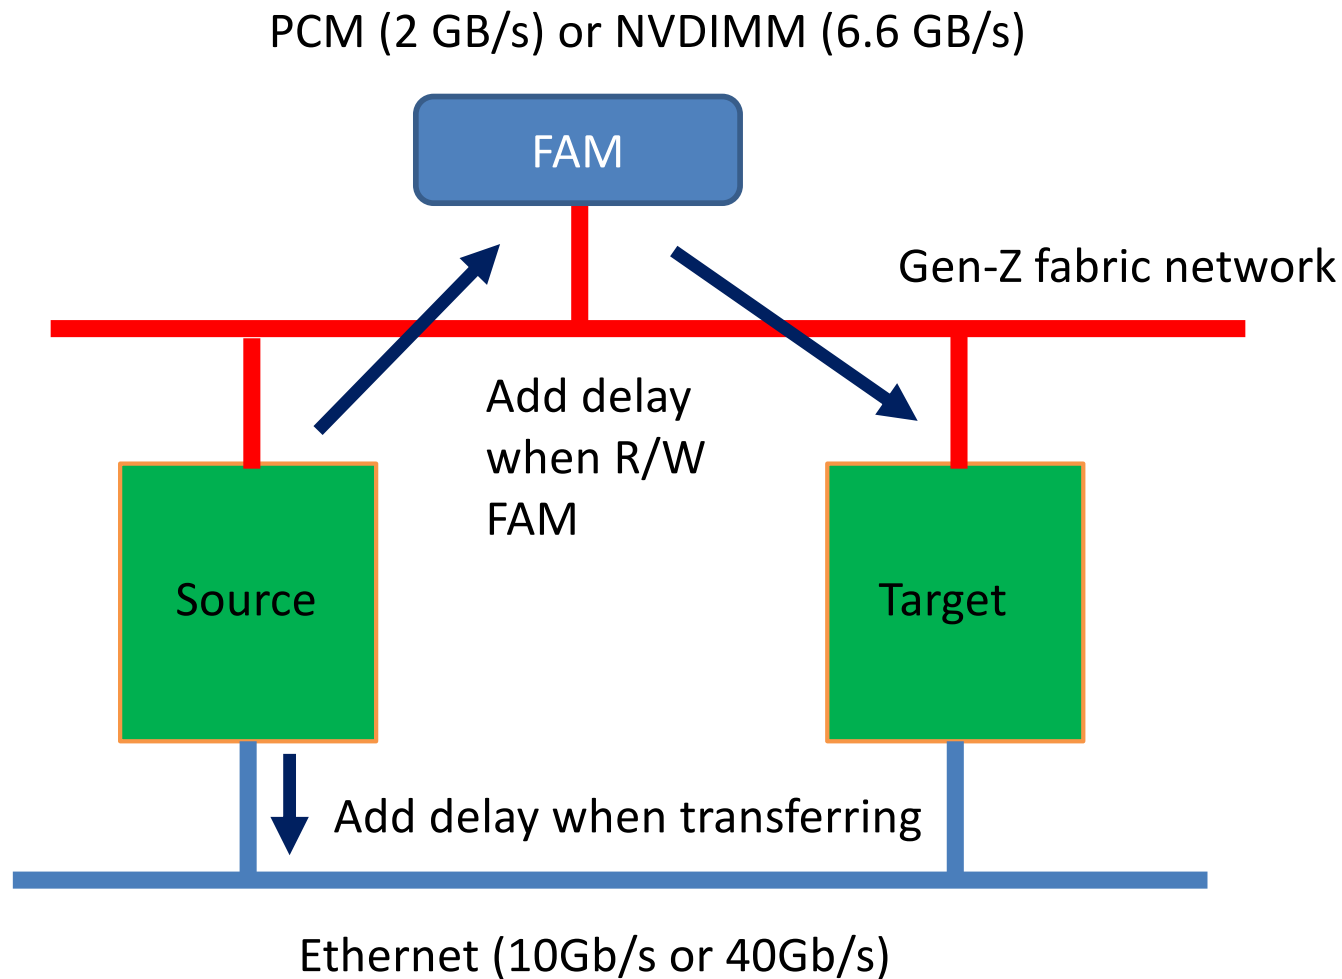 PCM (2 GB/s) or NVDIMM (6.6 GB/s)
FAM
Gen-Z fabric network
Add delay
when R/W
FAM
Source
Target
Add delay when transferring
Ethernet (10Gb/s or 40Gb/s)